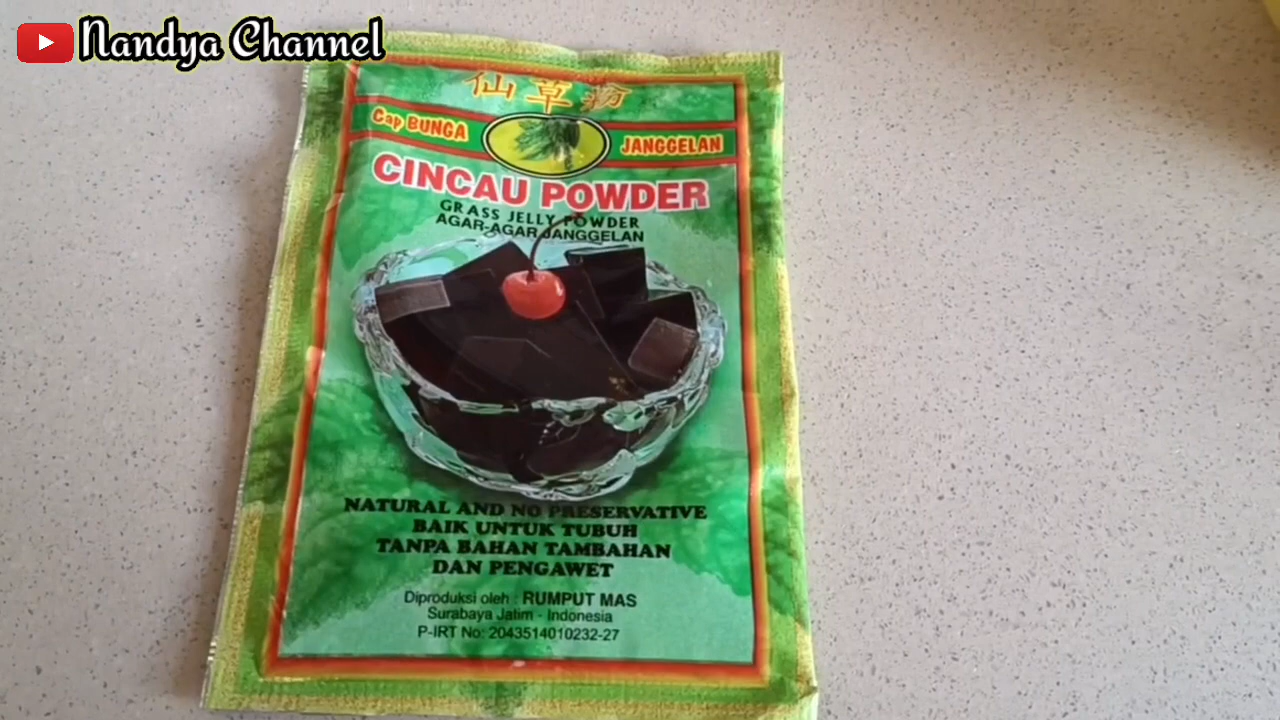 Nandya Channel
仙草粉
Cap BUNGA JANGGELAN
CINCAU POWDER
GRASS JELLY POWDER
AGAR-AGAR JANGGELAN
NATURAL AND NO PRESERVATIVE
BAIK UNTUK TUBUH
TANPA BAHAN TAMBAHAN
DAN PENGAWET
Diproduksi oleh : RUMPUT MAS
Surabaya Jatim - Indonesia
P-IRT No: 2043514010232-27